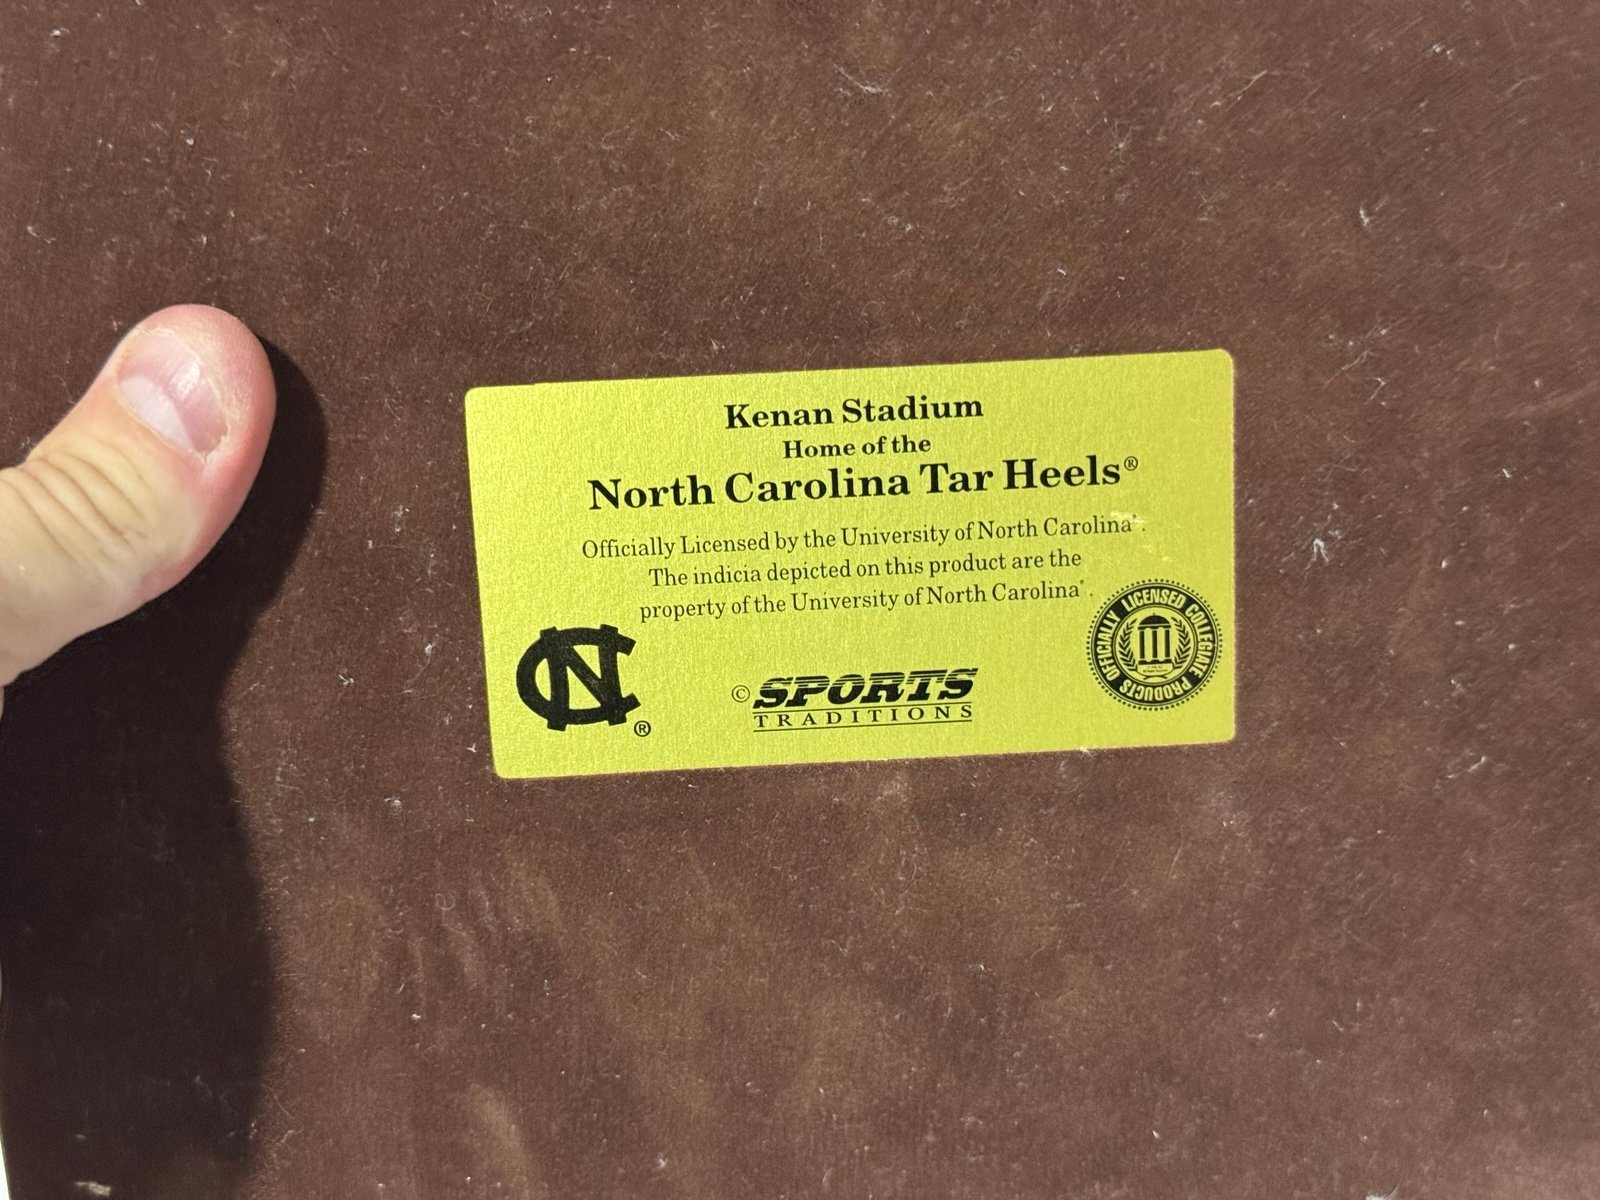 Kenan Stadium
Home of the
North Carolina Tar Heels®
Officially Licensed by the University of North Carolina®.
The indicia depicted on this product are the
property of the University of North Carolina®.
NC®
© SPORTS
TRADITIONS
OFFICIALLY LICENSED COLLEGIATE PRODUCTS